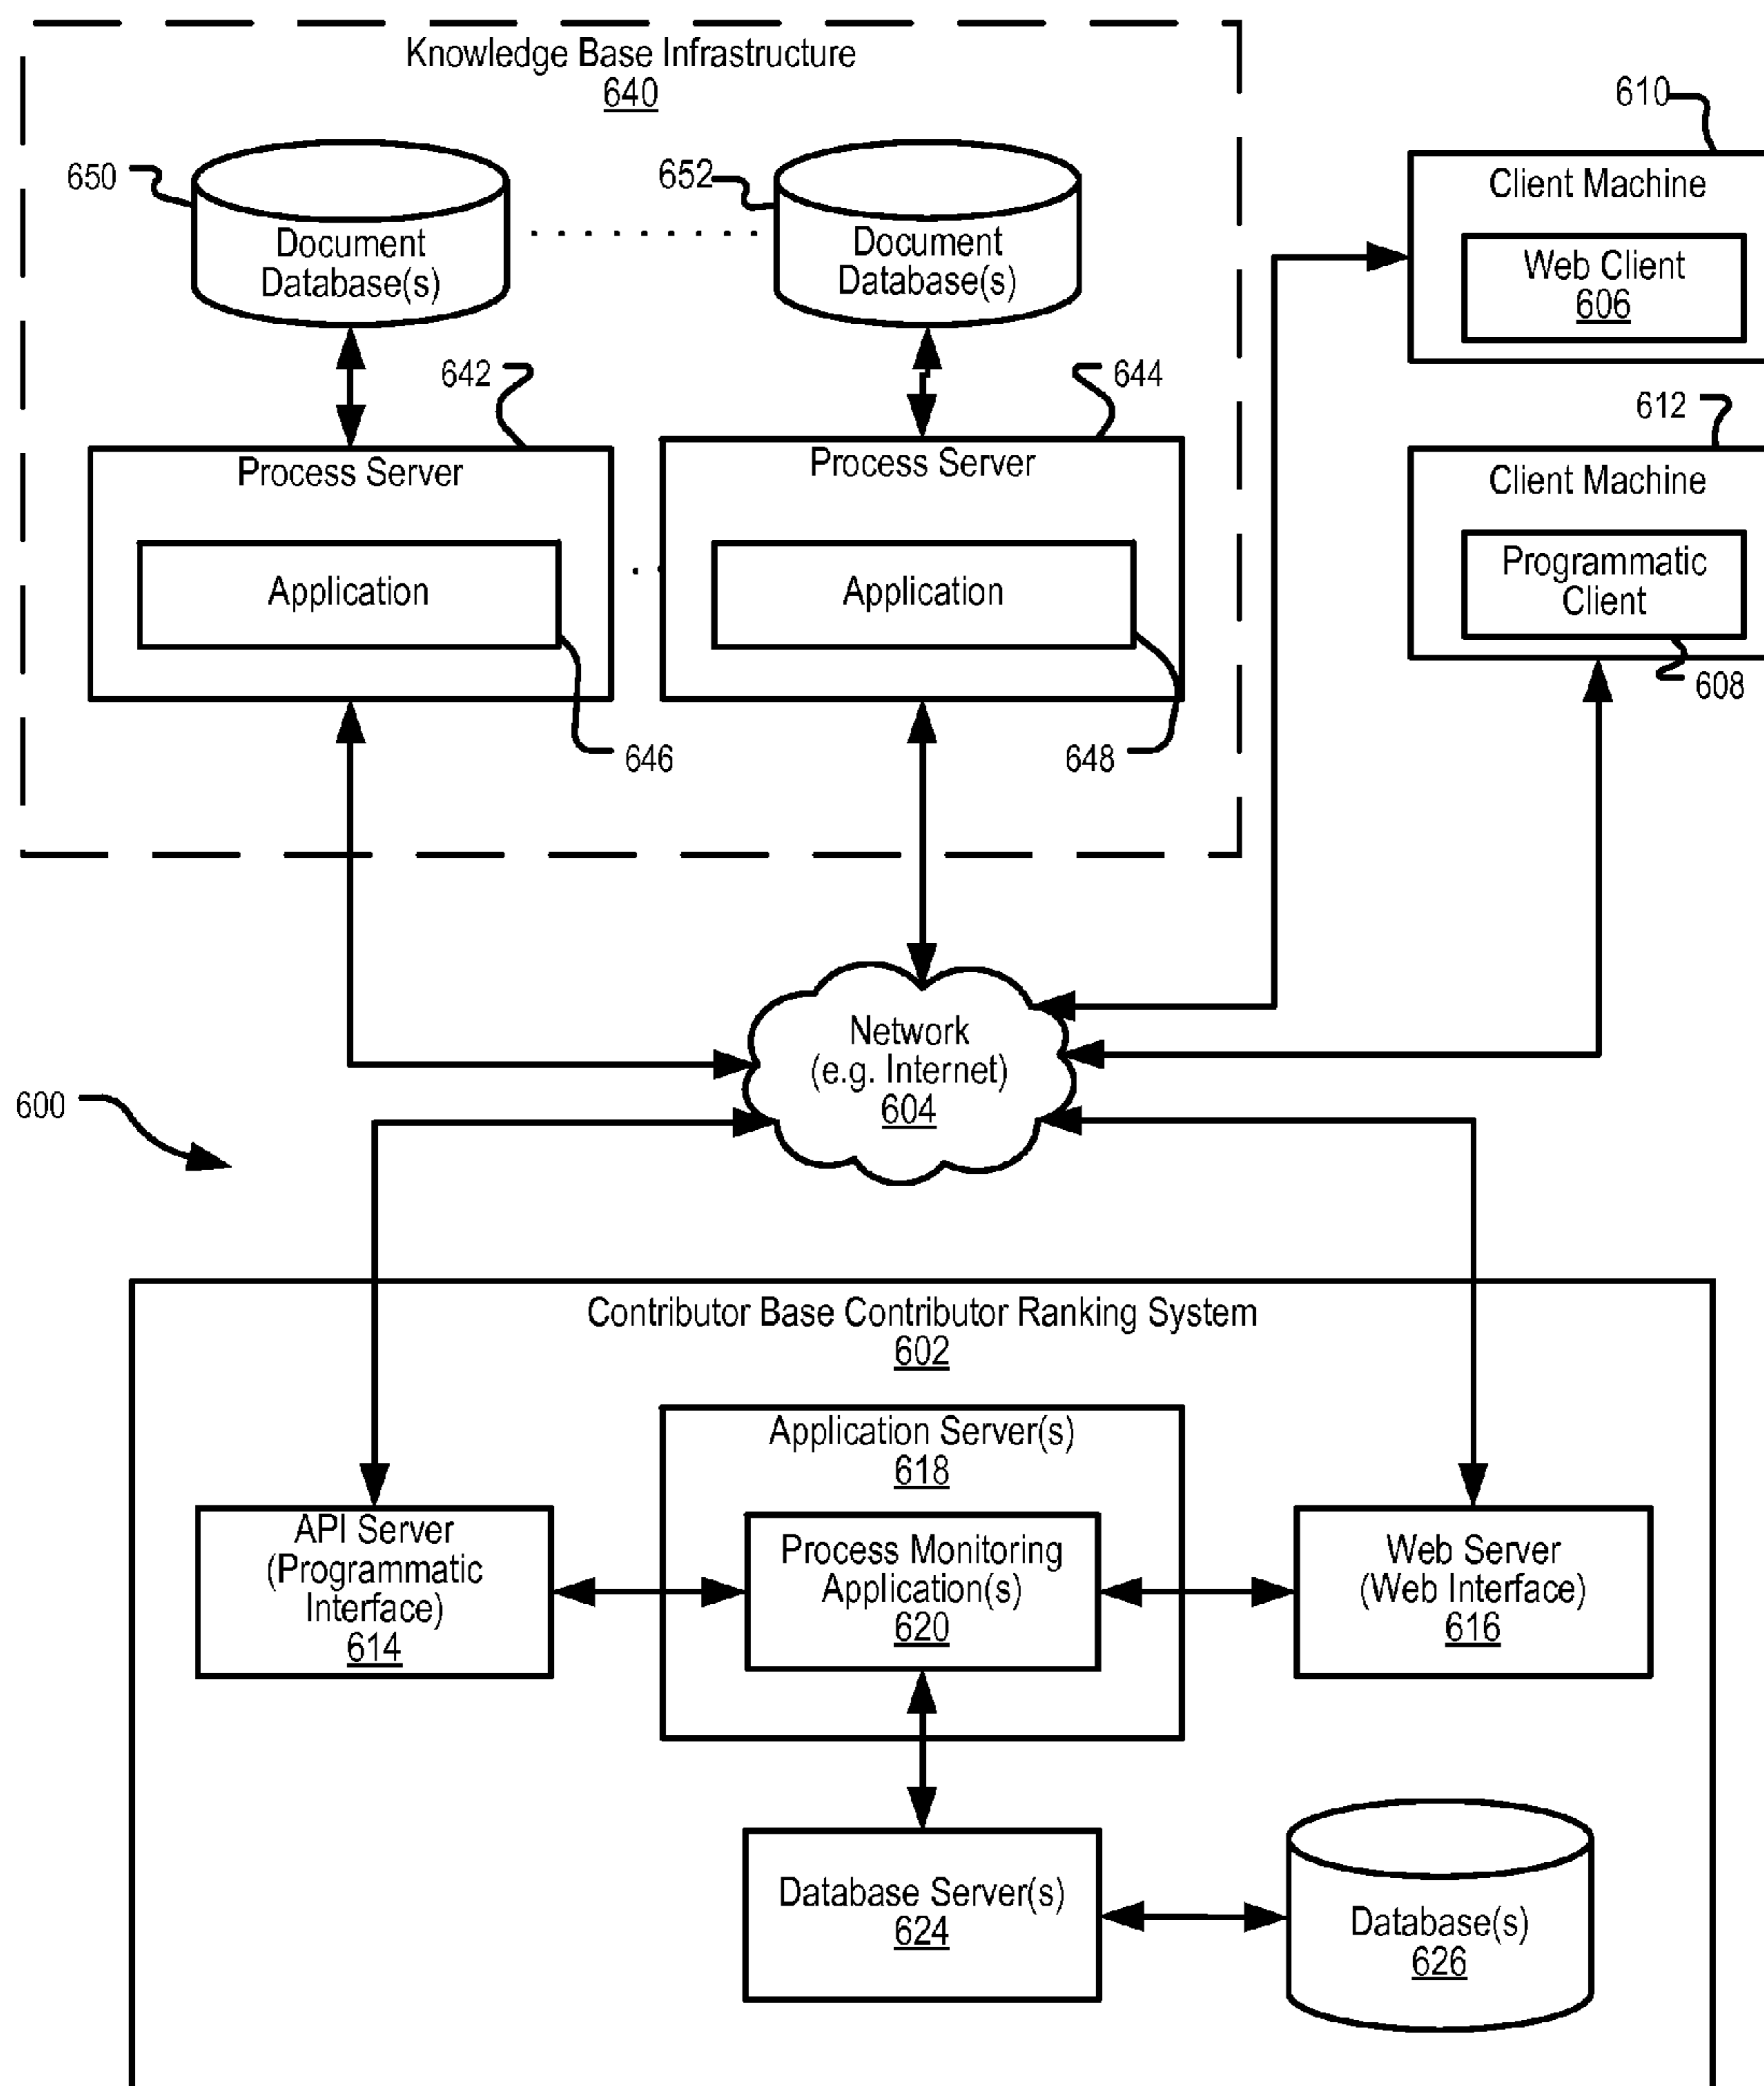 Knowledge Base Infrastructure
640
610
650
652
Client Machine
Document
Database(s)
Document
Database(s)
Web Client
606
642
644
612
Process Server
Process Server
Client Machine
Application
Application
Programmatic
Client
608
646
648
Network
(e.g. Internet)
604
600
Contributor Base Contributor Ranking System
602
Application Server(s)
618
API Server
(Programmatic
Interface)
614
Process Monitoring
Application(s)
620
Web Server
(Web Interface)
616
Database Server(s)
624
Database(s)
626